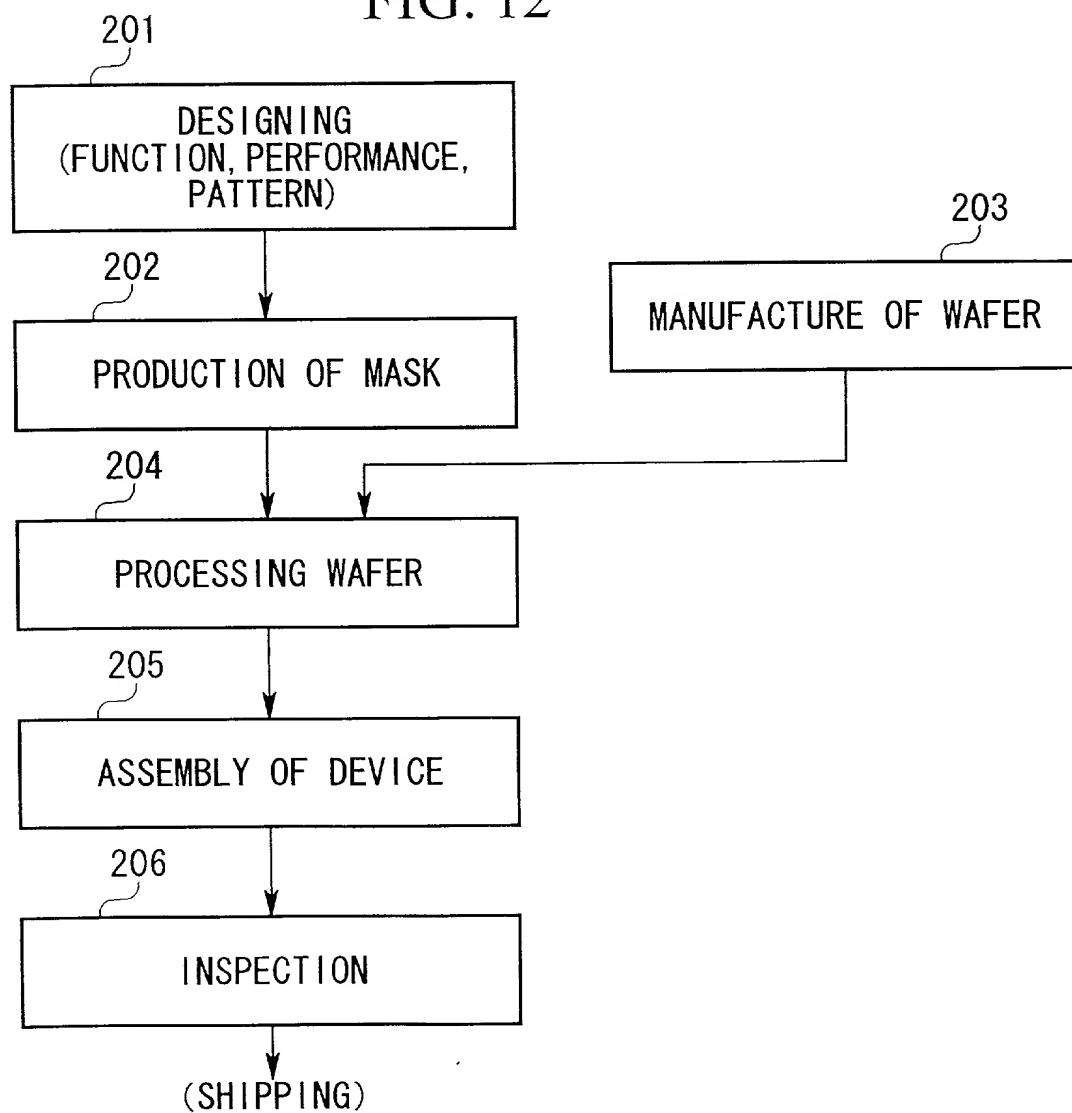 FIG. 12
201
DESIGNING
(FUNCTION, PERFORMANCE,
PATTERN)
203
MANUFACTURE OF WAFER
202
PRODUCTION OF MASK
204
PROCESSING WAFER
205
ASSEMBLY OF DEVICE
206
INSPECTION
(SHIPPING)